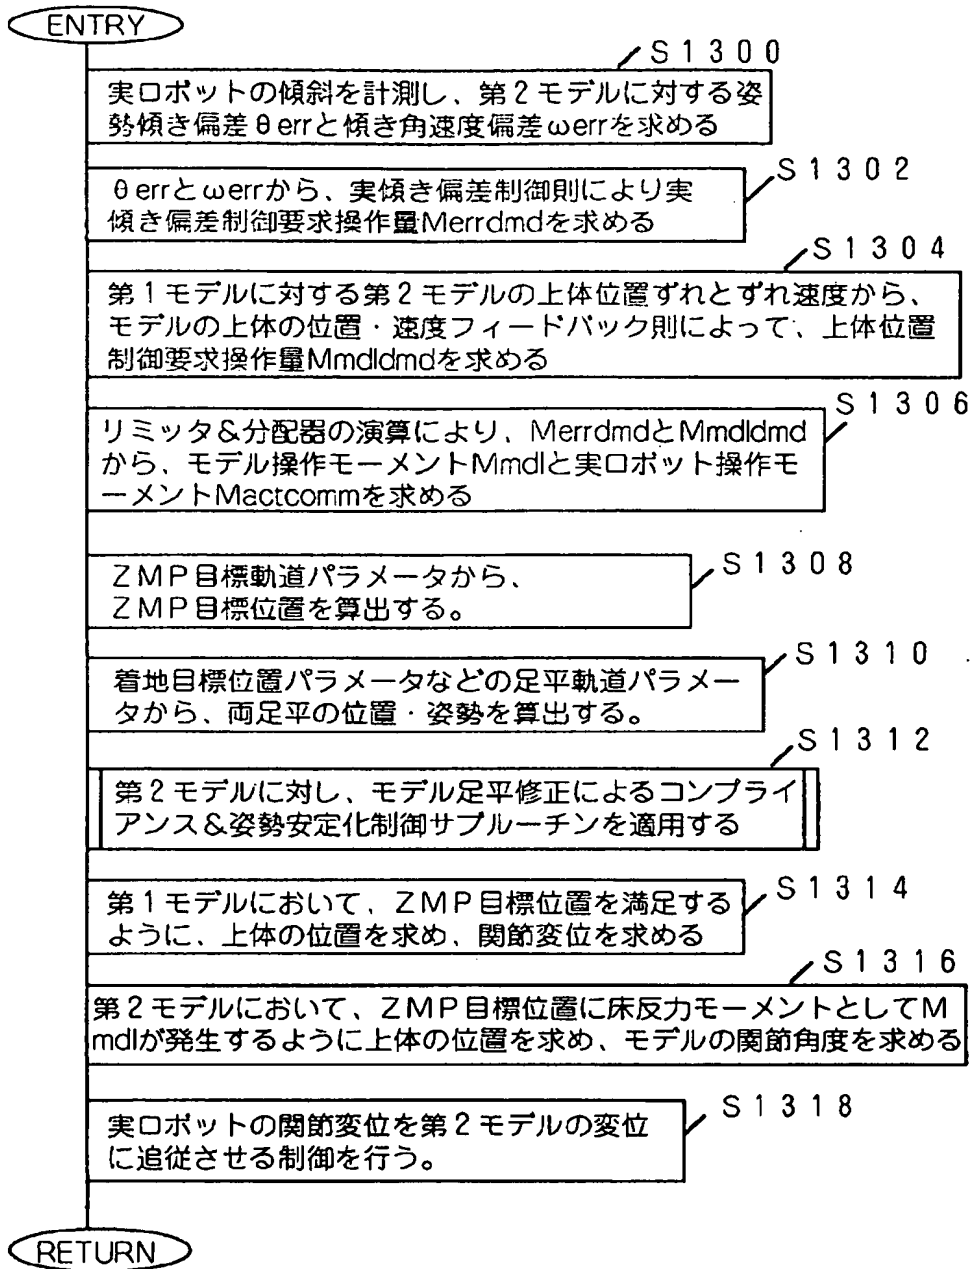 ENTRY
S1300
実ロボットの傾斜を計測し、第2モデルに対する姿
勢傾き偏差θerrと傾き角速度偏差ωerrを求める
S1302
θerrとωerrから、実傾き偏差制御則により実
傾き偏差制御要求操作量Merrdmdを求める
S1304
第1モデルに対する第2モデルの上体位置ずれとずれ速度から、
モデルの上体の位置・速度フィードバック則によって、上体位置
制御要求操作量Mmdldmdを求める
S1306
リミッタ&分配器の演算により、MerrdmdとMmdldmd
から、モデル操作モーメントMmdlと実ロボット操作モ
ーメントMactcommを求める
S1308
ZMP目標軌道パラメータから、
ZMP目標位置を算出する。
S1310
着地目標位置パラメータなどの足平軌道パラメー
タから、両足平の位置・姿勢を算出する。
S1312
第2モデルに対し、モデル足平修正によるコンプライ
アンス&姿勢安定化制御サブルーチンを適用する
S1314
第1モデルにおいて、ZMP目標位置を満足する
ように、上体の位置を求め、関節変位を求める
S1316
第2モデルにおいて、ZMP目標位置に床反力モーメントとしてM
mdlが発生するように上体の位置を求め、モデルの関節角度を求める
S1318
実ロボットの関節変位を第2モデルの変位
に追従させる制御を行う。
RETURN